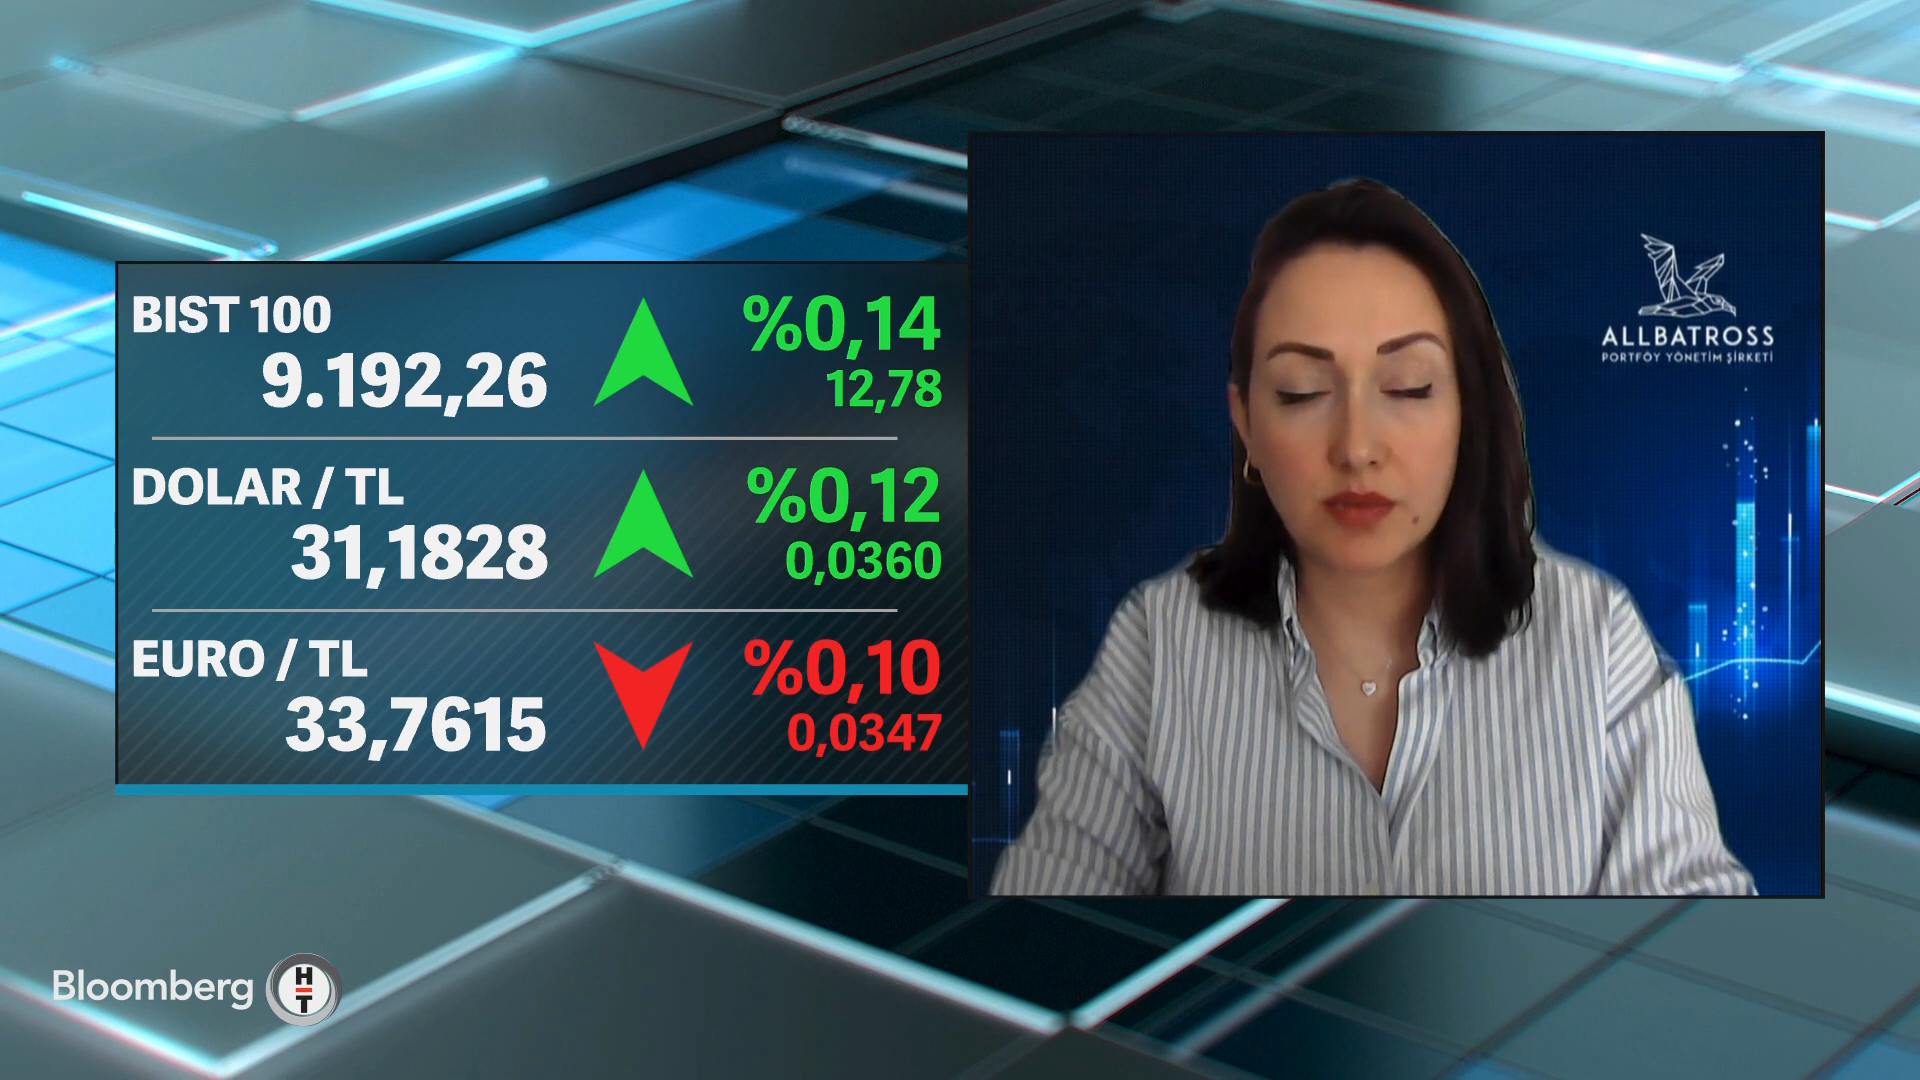 BIST 100
9.192,26
%0,14
12,78
DOLAR / TL
31,1828
%0,12
0,0360
EURO / TL
33,7615
%0,10
0,0347
ALLBATROSS
PORTFÖY YÖNETİM ŞİRKETİ
Bloomberg HT